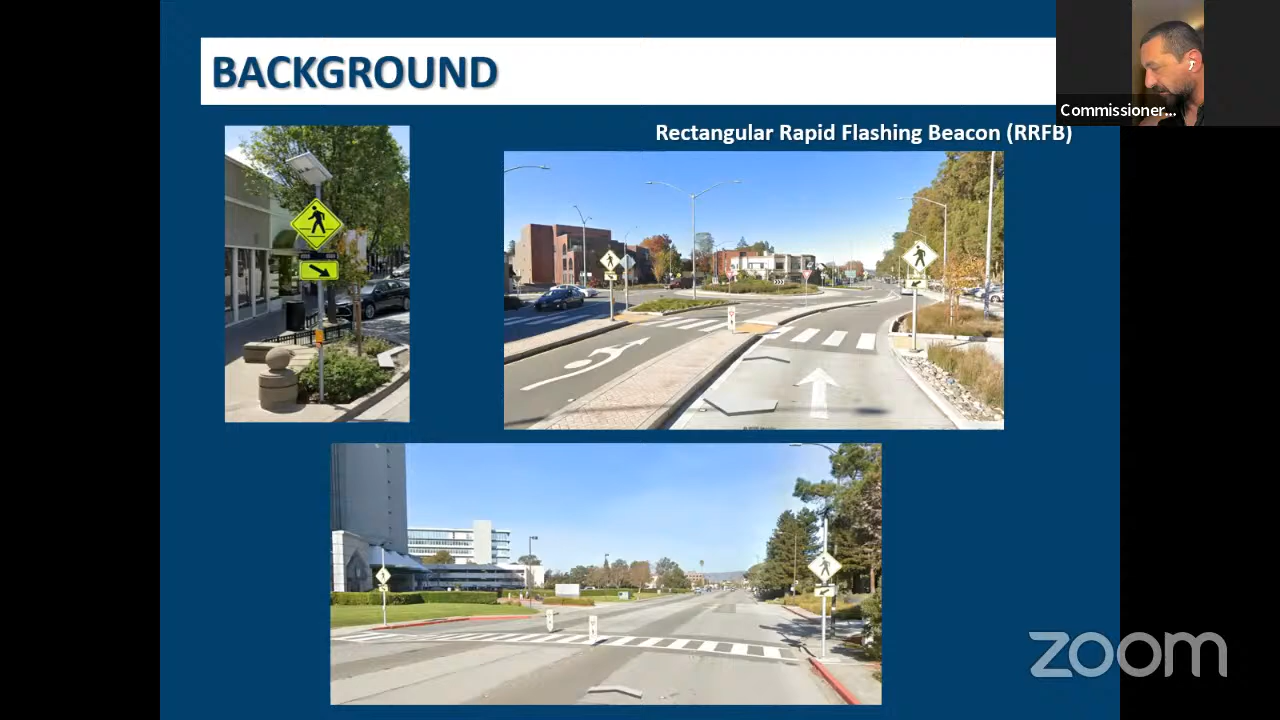 BACKGROUND
Commissioner...
Rectangular Rapid Flashing Beacon (RRFB)
zoom